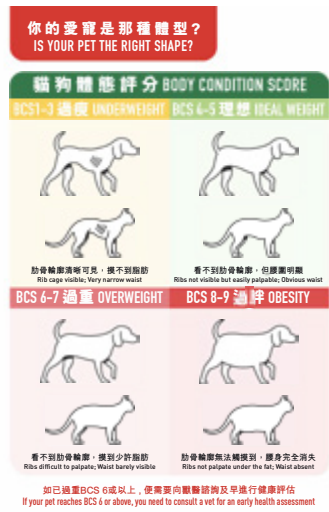 你的愛寵是那種體型？
IS YOUR PET THE RIGHT SHAPE?
貓狗體態評分 BODY CONDITION SCORE
BCS1-3 過瘦 UNDERWEIGHT
BCS 4-5 理想 IDEAL WEIGHT
肋骨輪廓清晰可見，摸不到脂肪
Rib cage visible; Very narrow waist
看不到肋骨輪廓，但腰圍明顯
Ribs not visible but easily palpable; Obvious waist
BCS 6-7 過重 OVERWEIGHT
BCS 8-9 過胖 OBESITY
看不到肋骨輪廓，摸到少許脂肪
Ribs difficult to palpate; Waist barely visible
肋骨輪廓無法觸摸到，腰身完全消失
Ribs not palpate under the fat; Waist absent
如已過重BCS 6或以上，便需要向獸醫諮詢及早進行健康評估
If your pet reaches BCS 6 or above, you need to consult a vet for an early health assessment